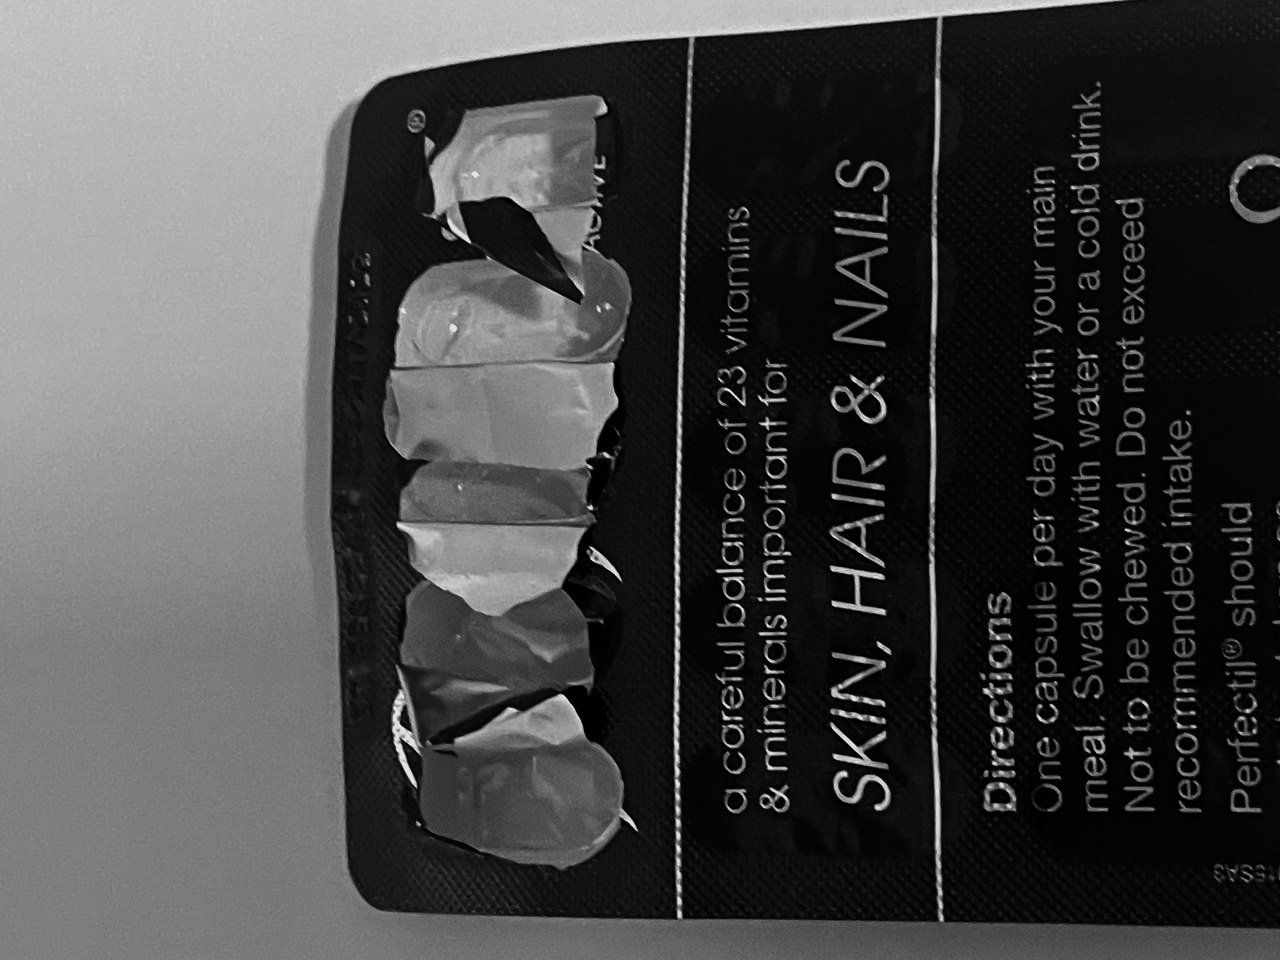 ACTIVE
a careful balance of 23 vitamins
& minerals important for
SKIN, HAIR & NAILS
Directions
One capsule per day with your main
meal. Swallow with water or a cold drink.
Not to be chewed. Do not exceed
recommended intake.
Perfectil® should